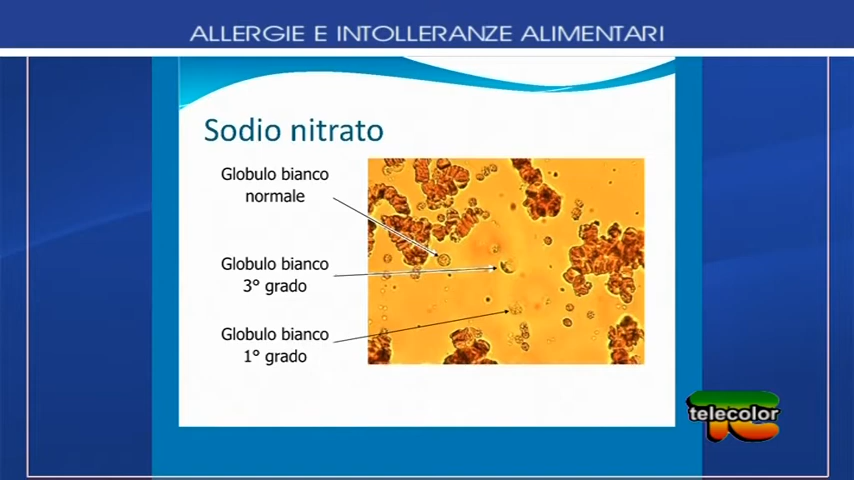 ALLERGIE E INTOLLERANZE ALIMENTARI
Sodio nitrato
Globulo bianco
normale
Globulo bianco
3° grado
Globulo bianco
1° grado
telecolor